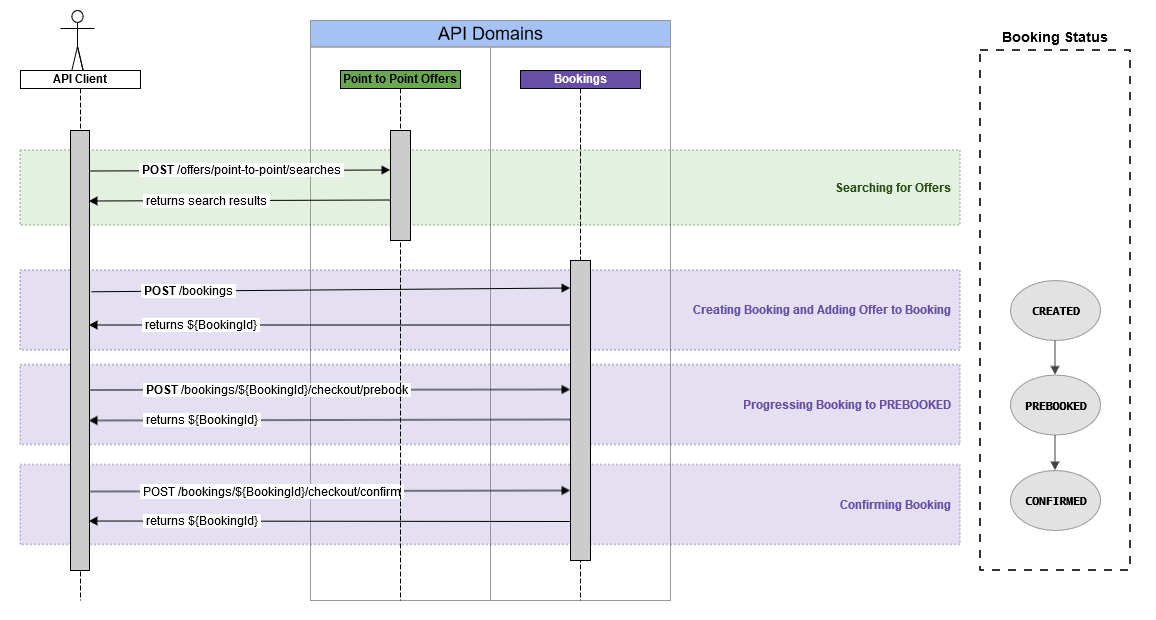 API Domains
Booking Status
API Client
Point to Point Offers
Bookings
POST /offers/point-to-point/searches
Searching for Offers
returns search results
POST /bookings
Creating Booking and Adding Offer to Booking
CREATED
returns ${BookingId}
POST /bookings/${BookingId}/checkout/prebook
Progressing Booking to PREBOOKED
PREBOOKED
returns ${BookingId}
POST /bookings/${BookingId}/checkout/confirm
Confirming Booking
CONFIRMED
returns ${BookingId}